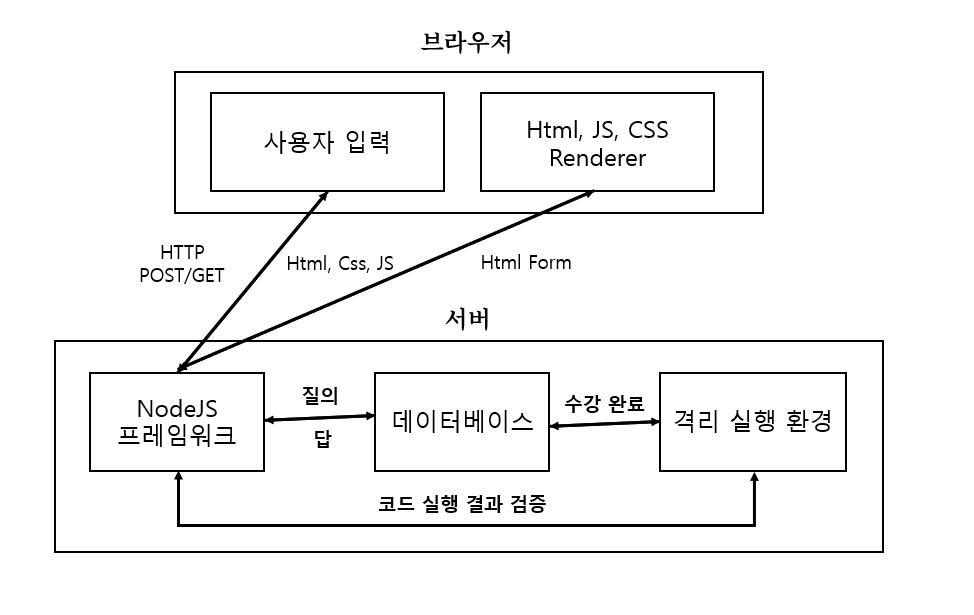 브라우저
사용자 입력
Html, JS, CSS
Renderer
HTTP
POST/GET
Html, Css, JS
Html Form
서버
NodeJS
프레임워크
질의
답
데이터베이스
수강 완료
격리 실행 환경
코드 실행 결과 검증